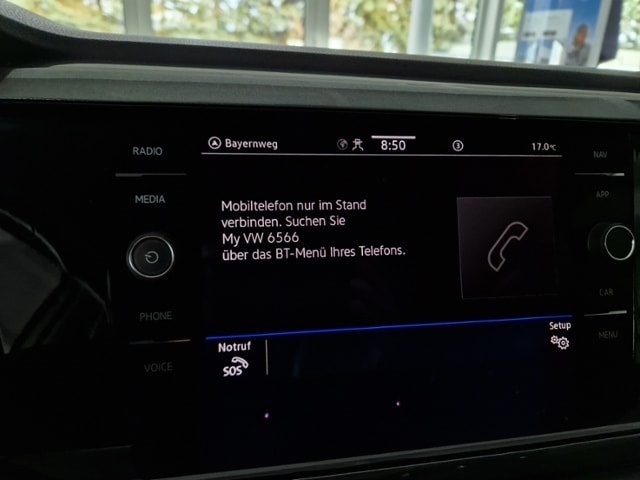 RADIO
MEDIA
PHONE
VOICE
Bayernweg
8:50
3
17.0°C
Mobiltelefon nur im Stand
verbinden. Suchen Sie
My VW 6566
über das BT-Menü Ihres Telefons.
Notruf
SOS
Setup
NAV
APP
CAR
MENU